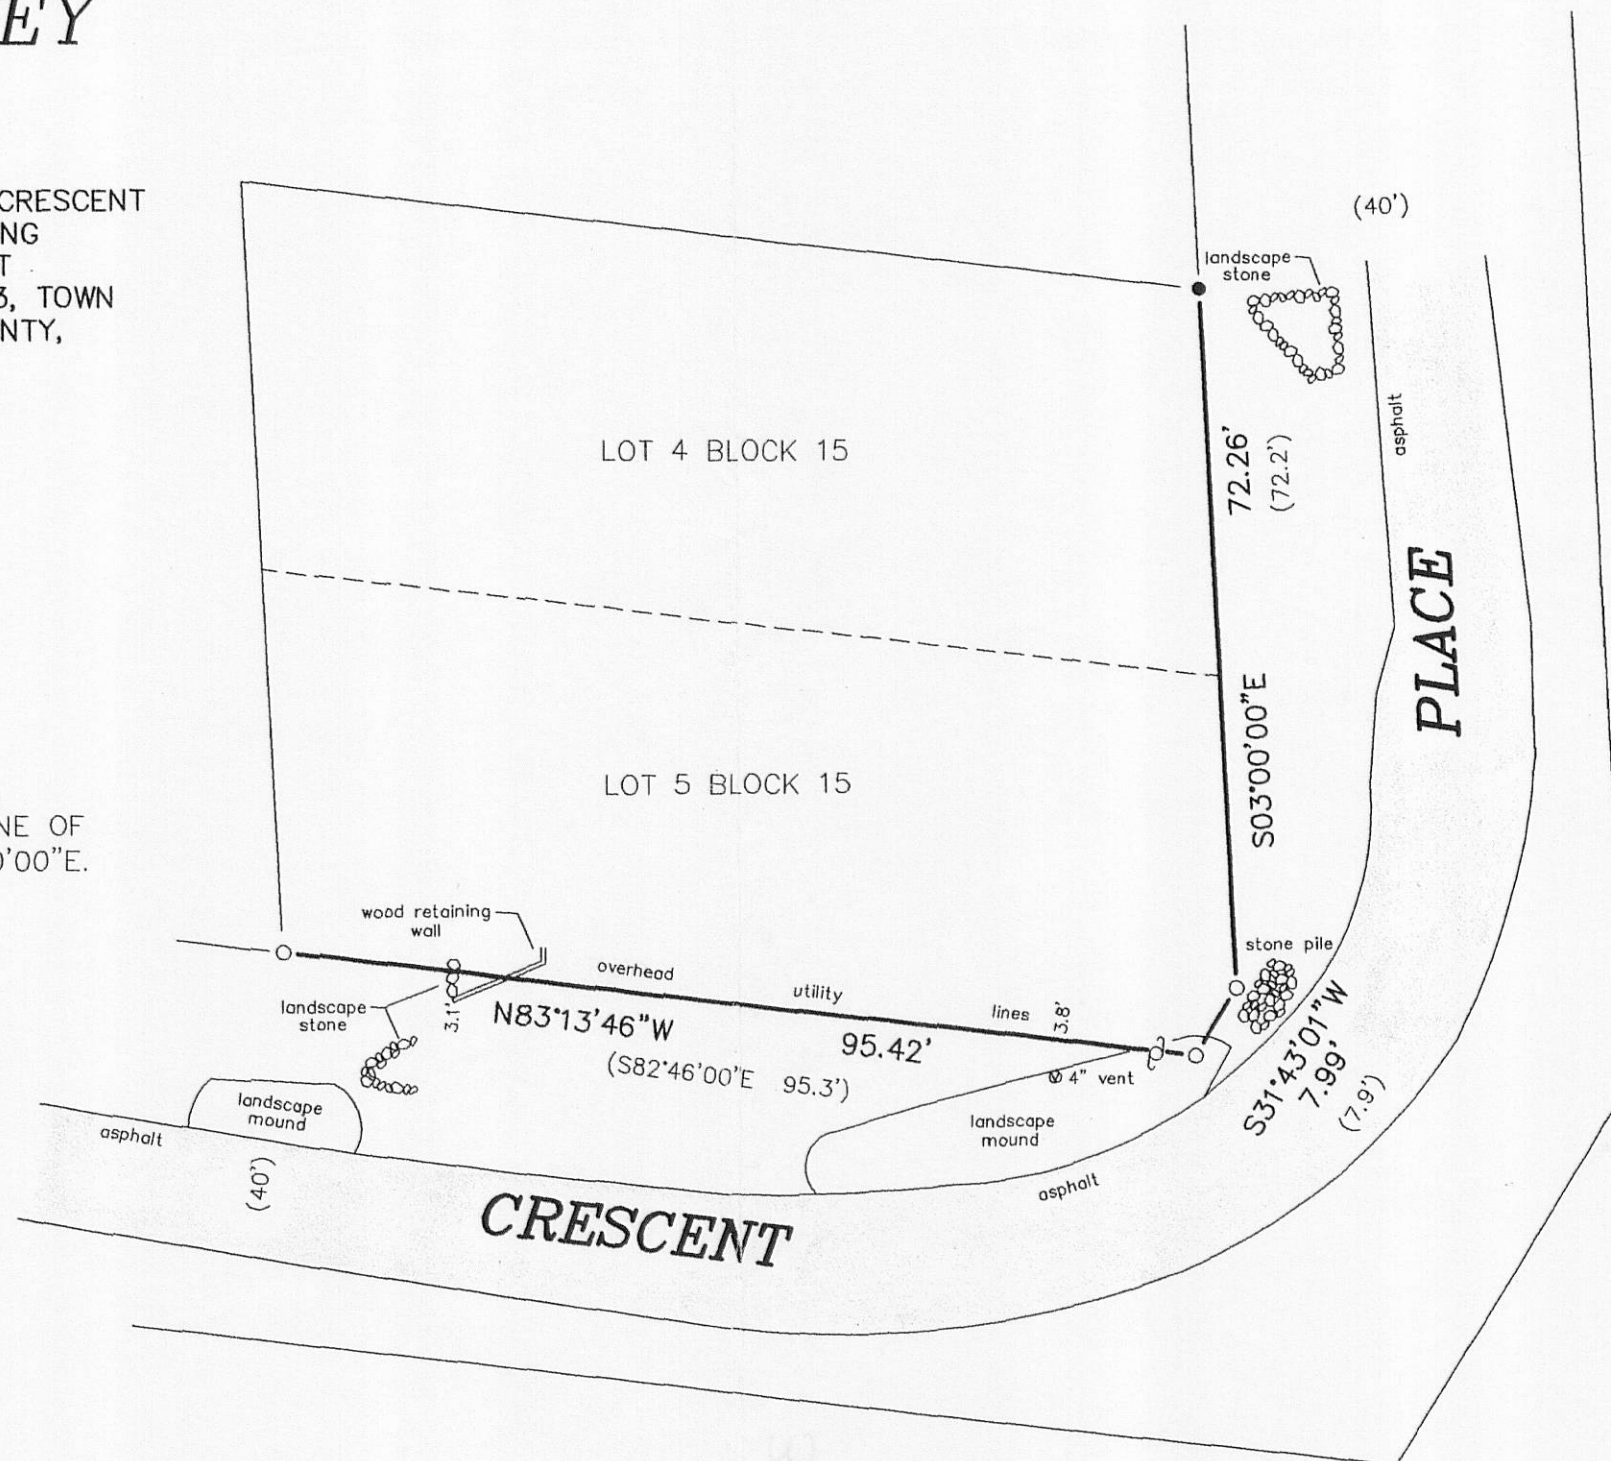 EY
CRESCENT
NG
T
3, TOWN
NTY,
(40')
landscape
stone
asphalt
LOT 4 BLOCK 15
72.26'
(72.2')
PLACE
S03°00'00"E
LOT 5 BLOCK 15
NE OF
0'00"E.
wood retaining
wall
stone pile
overhead utility lines
landscape
stone
3.1'
3.8'
N83°13'46"W 95.42'
(S82°46'00'E 95.3')
⊗ 4" vent
S31°43'01"W
7.99'
(7.9')
landscape
mound
landscape
mound
asphalt
(40')
asphalt
CRESCENT